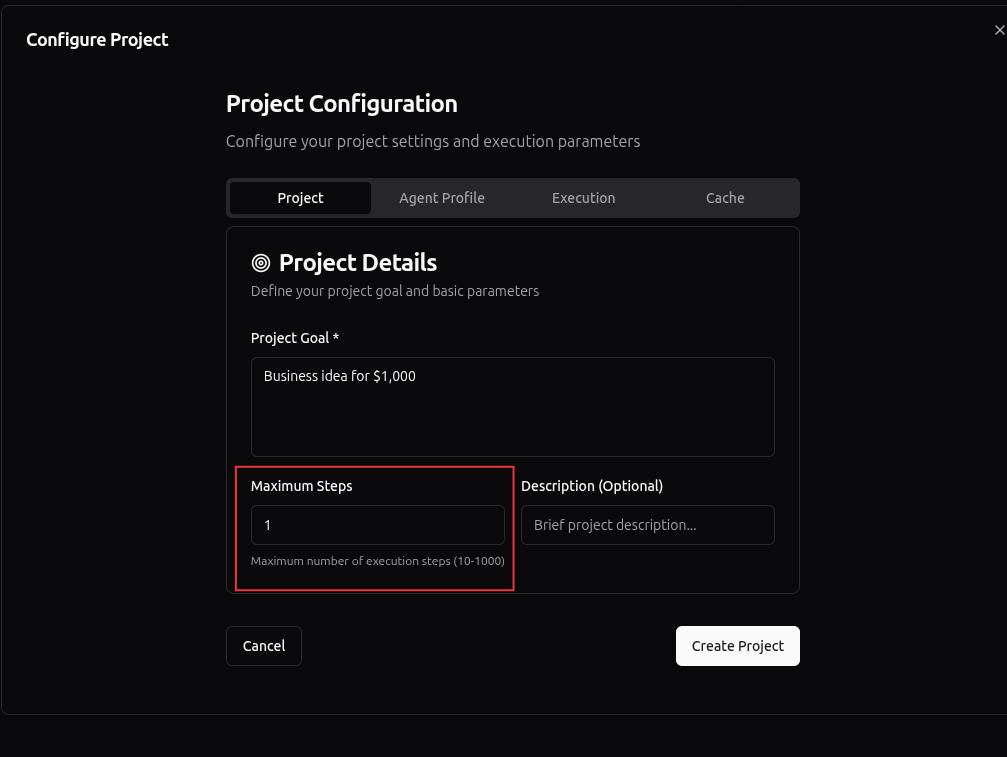 Configure Project
Project Configuration
Configure your project settings and execution parameters
Project Agent Profile Execution Cache
Project Details
Define your project goal and basic parameters
Project Goal *
Business idea for $1,000
Maximum Steps
1
Maximum number of execution steps (10-1000)
Description (Optional)
Brief project description...
Cancel
Create Project